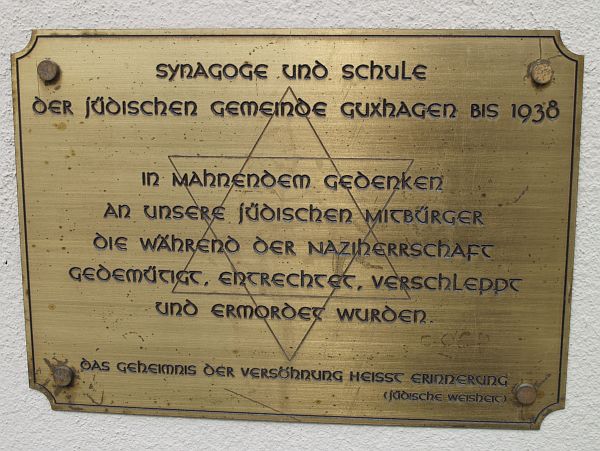 Synagoge und Schule
der jüdischen Gemeinde Guxhagen bis 1938
in mahnendem Gedenken
an unsere jüdischen Mitbürger
die während der Naziherrschaft
gedemütigt, entrechtet, verschleppt
und ermordet wurden.
das Geheimnis der Versöhnung heisst Erinnerung
(jüdische Weisheit)